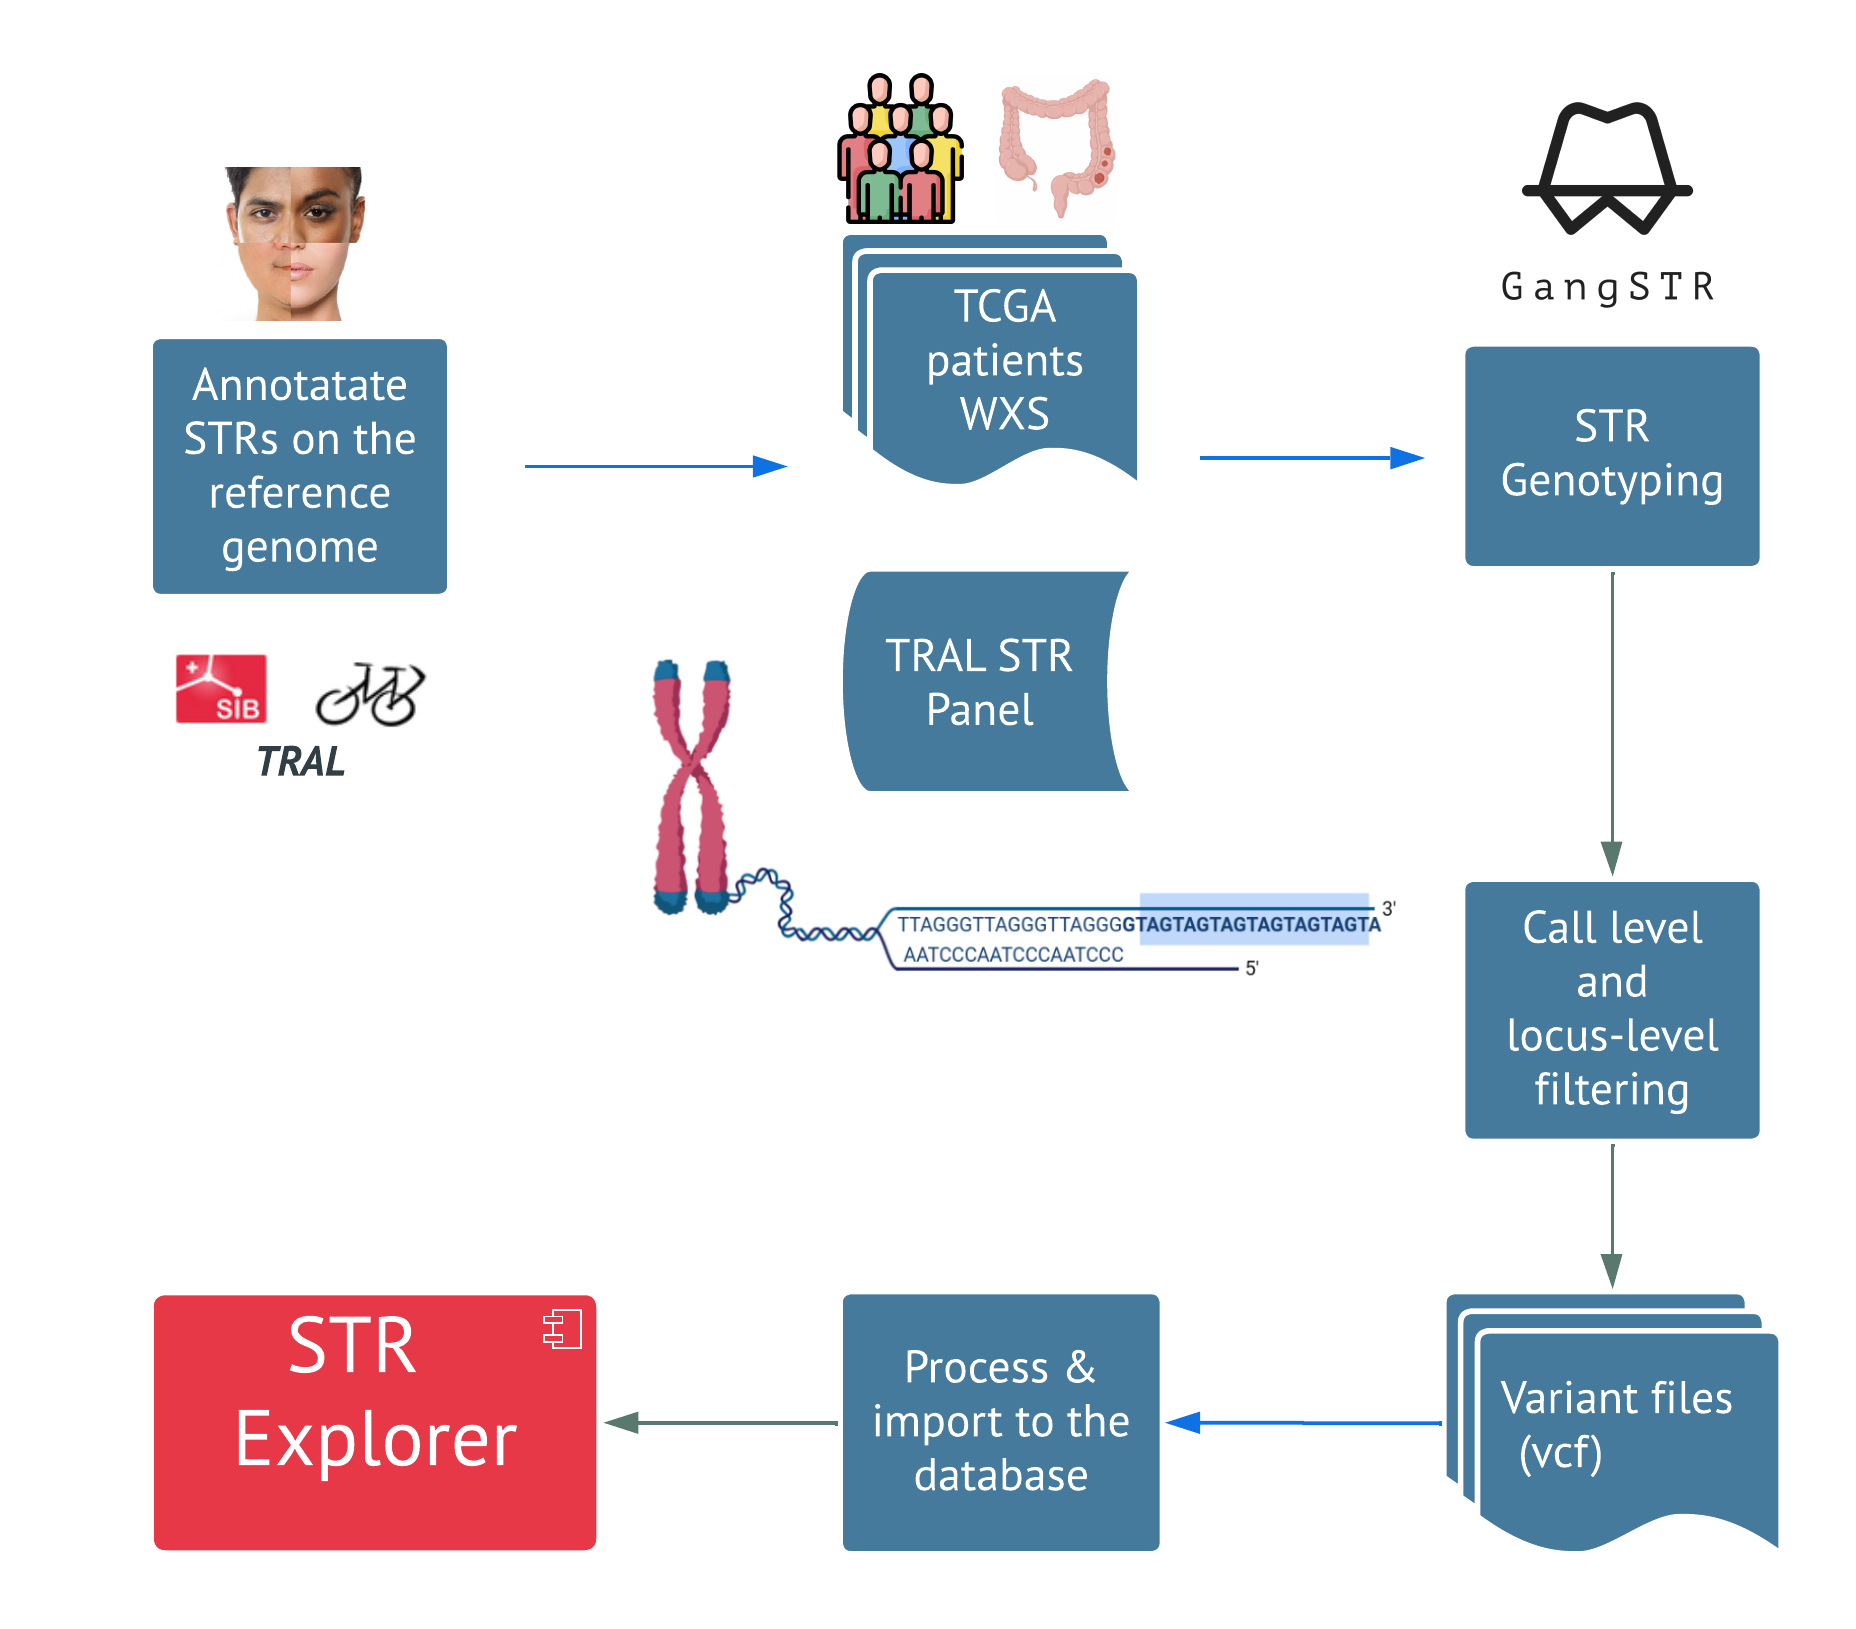 Annotatate
STRs on the
reference
genome
SIB
TRAL
TCGA
patients
WXS
TRAL STR
Panel
TTAGGGTTAGGGTTAGGGGTAGTAGTAGTAGTAGTAGTA
3'
AATCCCAATCCCAATCCC
5'
GangSTR
STR
Genotyping
Call level
and
locus-level
filtering
Variant files
(vcf)
Process &
import to the
database
STR
Explorer